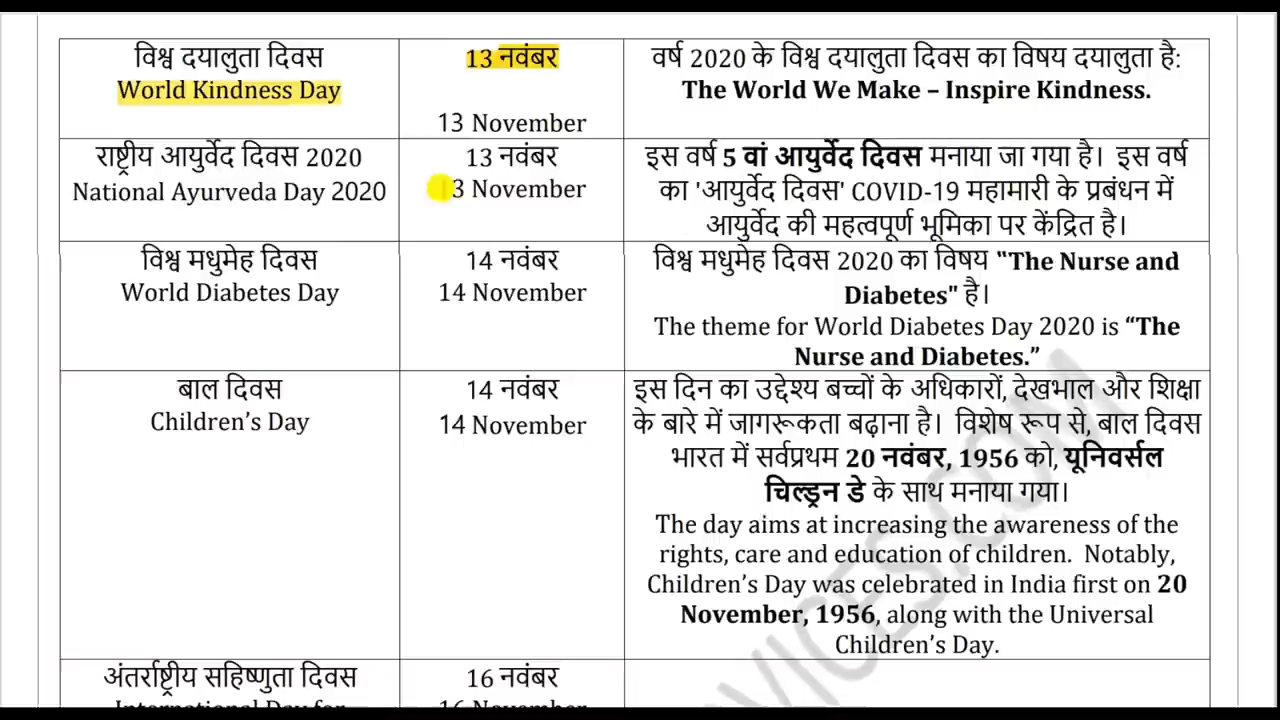 विश्व दयालुता दिवस
World Kindness Day
13 नवंबर
13 November
वर्ष 2020 के विश्व दयालुता दिवस का विषय दयालुता है:
The World We Make – Inspire Kindness.
राष्ट्रीय आयुर्वेद दिवस 2020
National Ayurveda Day 2020
13 नवंबर
13 November
इस वर्ष 5 वां आयुर्वेद दिवस मनाया जा गया है। इस वर्ष
का 'आयुर्वेद दिवस' COVID-19 महामारी के प्रबंधन में
आयुर्वेद की महत्वपूर्ण भूमिका पर केंद्रित है।
विश्व मधुमेह दिवस
World Diabetes Day
14 नवंबर
14 November
विश्व मधुमेह दिवस 2020 का विषय "The Nurse and
Diabetes" है।
The theme for World Diabetes Day 2020 is “The
Nurse and Diabetes.”
बाल दिवस
Children’s Day
14 नवंबर
14 November
इस दिन का उद्देश्य बच्चों के अधिकारों, देखभाल और शिक्षा
के बारे में जागरूकता बढ़ाना है। विशेष रूप से, बाल दिवस
भारत में सर्वप्रथम 20 नवंबर, 1956 को, यूनिवर्सल
चिल्ड्रन डे के साथ मनाया गया।
The day aims at increasing the awareness of the
rights, care and education of children. Notably,
Children’s Day was celebrated in India first on 20
November, 1956, along with the Universal
Children’s Day.
अंतर्राष्ट्रीय सहिष्णुता दिवस
International Day for
16 नवंबर
16 November
VICES.COM